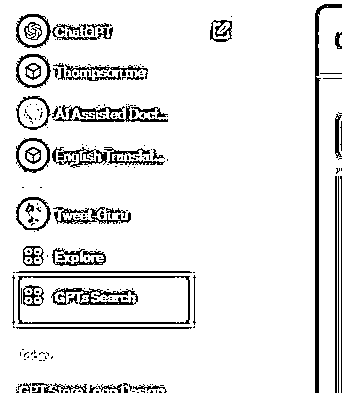 ChatGPT
Thompson.me
AI Assisted Doct...
English Translat...
Tweet Guru
Explore
GPTs Search
Today
GPT Store Logo Design